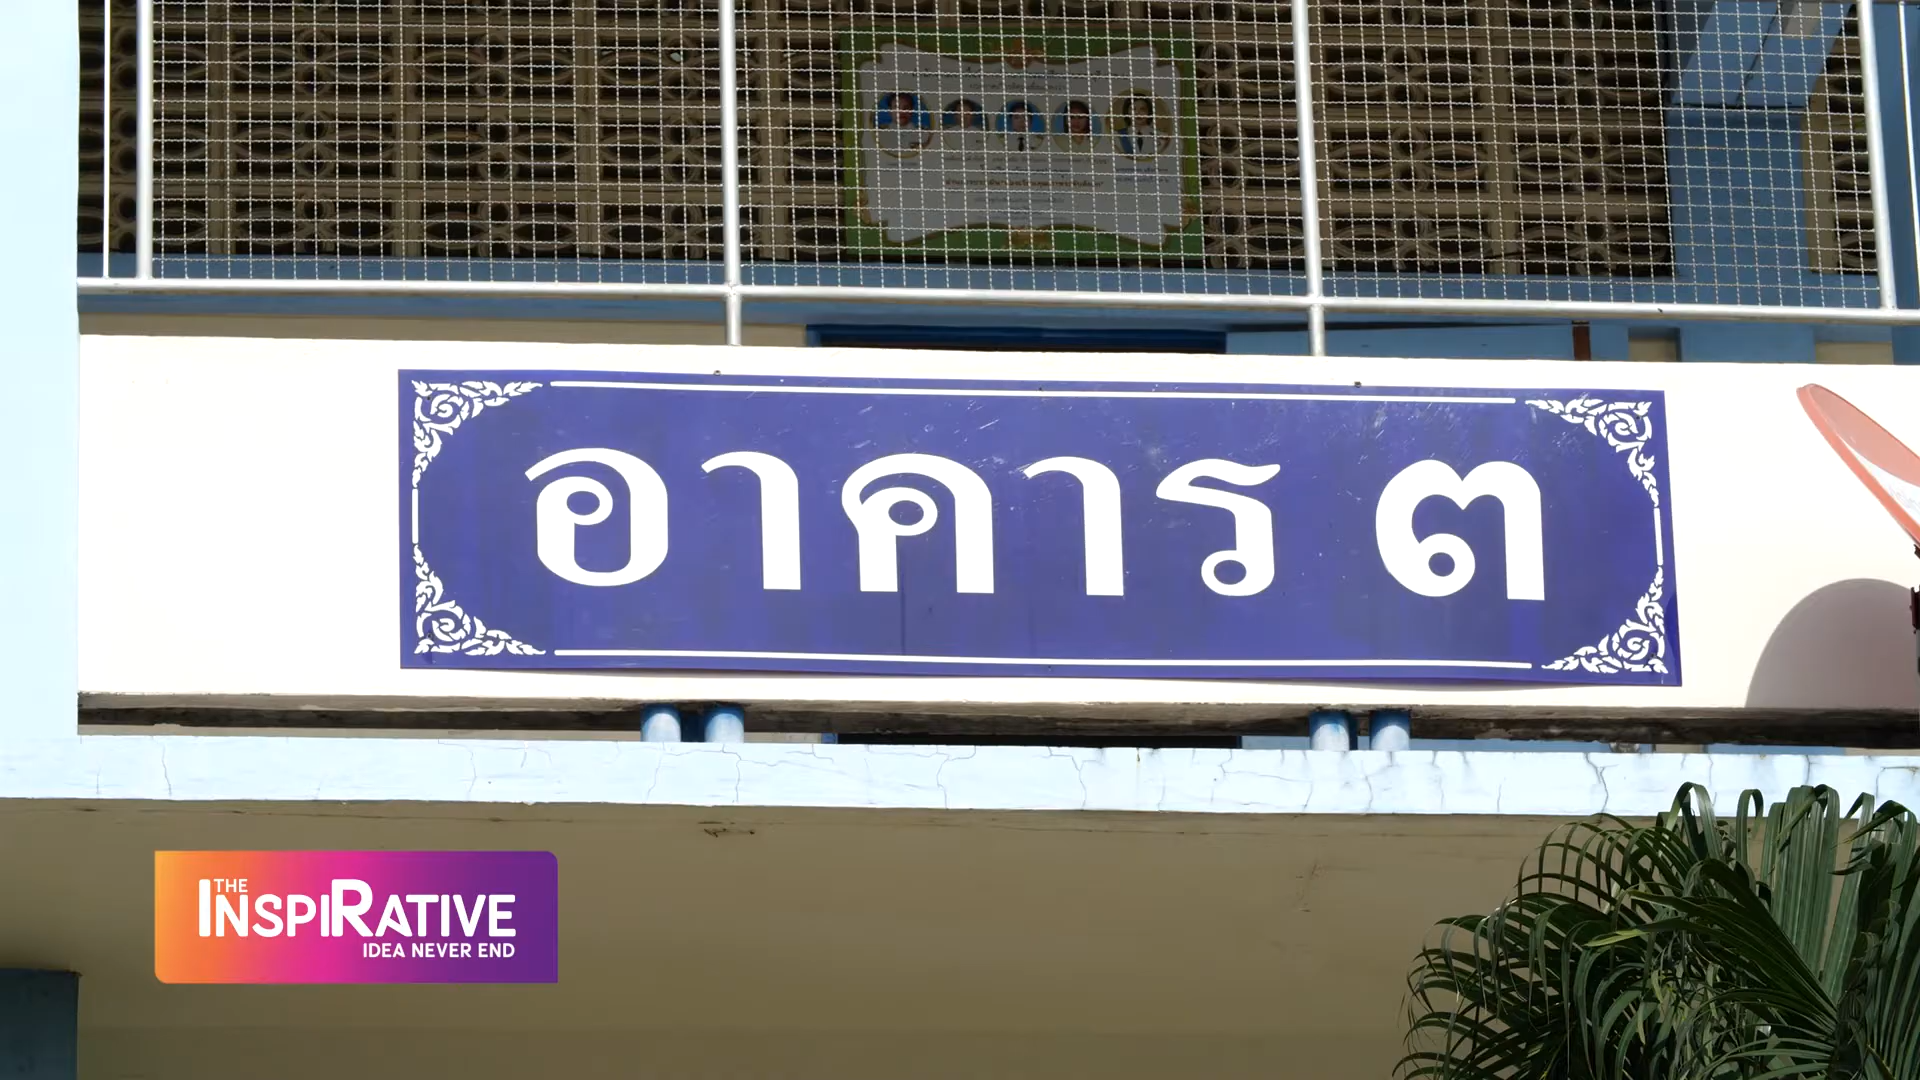 อาคาร ๓
THE
INSPIRATIVE
IDEA NEVER END